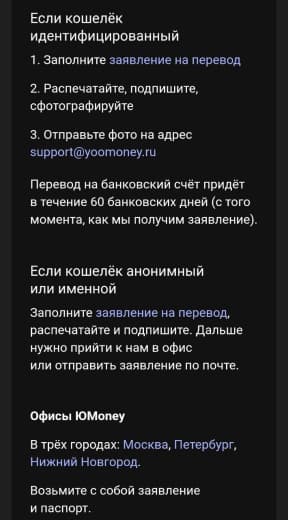 Если кошелёк
идентифицированный
1. Заполните заявление на перевод
2. Распечатайте, подпишите,
сфотографируйте
3. Отправьте фото на адрес
support@yoomoney.ru
Перевод на банковский счёт придёт
в течение 60 банковских дней (с того
момента, как мы получим заявление).
Если кошелёк анонимный
или именной
Заполните заявление на перевод,
распечатайте и подпишите. Дальше
нужно прийти к нам в офис
или отправить заявление по почте.
Офисы ЮMoney
В трёх городах: Москва, Петербург,
Нижний Новгород.
Возьмите с собой заявление
и паспорт.